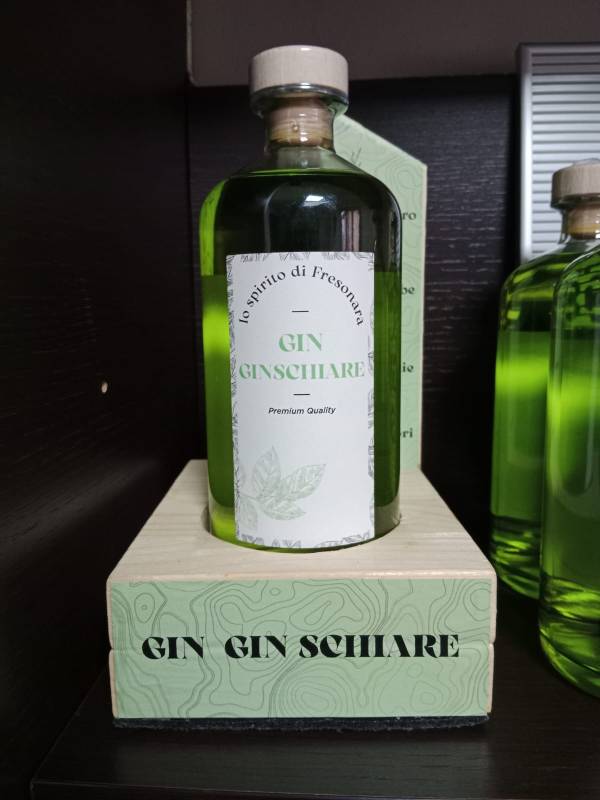 lo spirito di Fresonara
GIN
GINSCHIARE
Premium Quality
GIN GIN SCHIARE